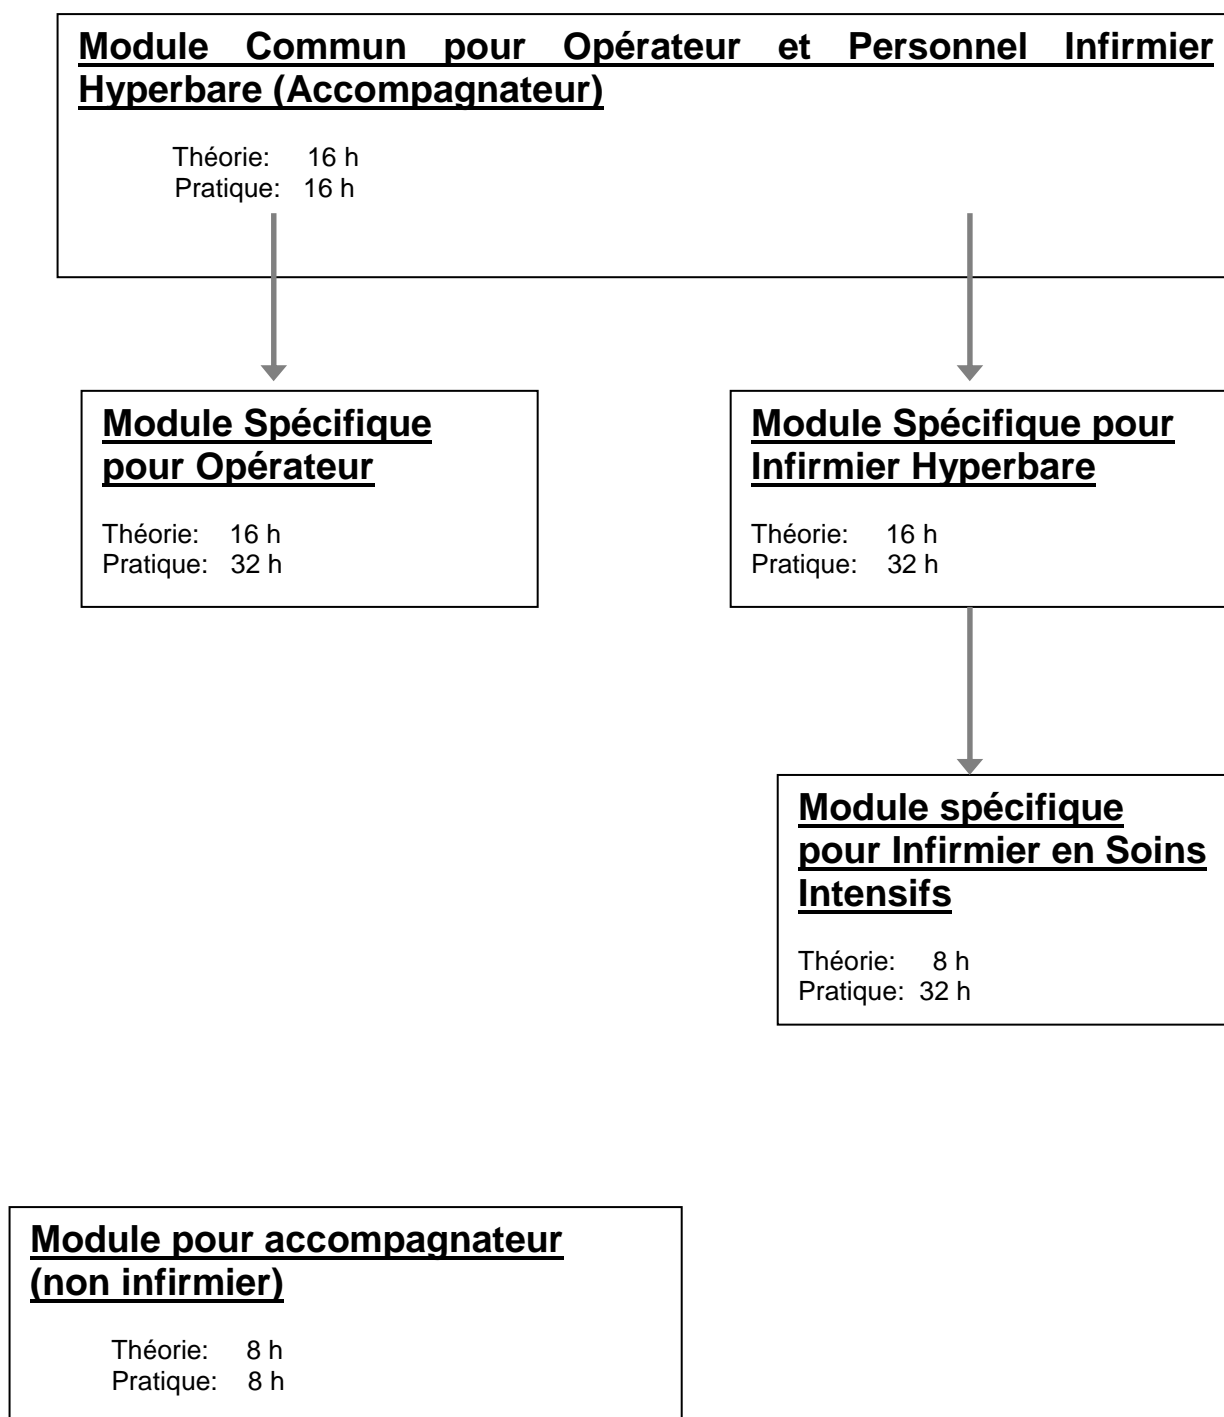 Module Commun pour Opérateur et Personnel Infirmier
Hyperbare (Accompagnateur)
Théorie: 16 h
Pratique: 16 h
Module Spécifique
pour Opérateur
Théorie: 16 h
Pratique: 32 h
Module Spécifique pour
Infirmier Hyperbare
Théorie: 16 h
Pratique: 32 h
Module spécifique
pour Infirmier en Soins
Intensifs
Théorie: 8 h
Pratique: 32 h
Module pour accompagnateur
(non infirmier)
Théorie: 8 h
Pratique: 8 h